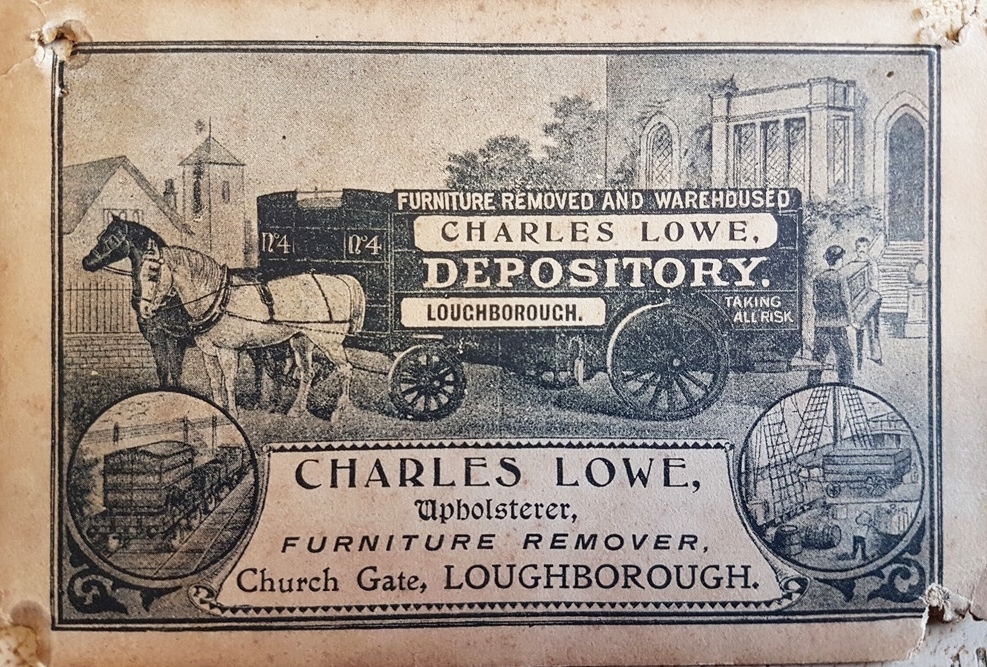 FURNITURE REMOVED AND WAREHOUSED
Nº4 Nº4
CHARLES LOWE,
DEPOSITORY.
LOUGHBOROUGH.
TAKING
ALL RISK
CHARLES LOWE,
Upholsterer,
FURNITURE REMOVER,
Church Gate, LOUGHBOROUGH.